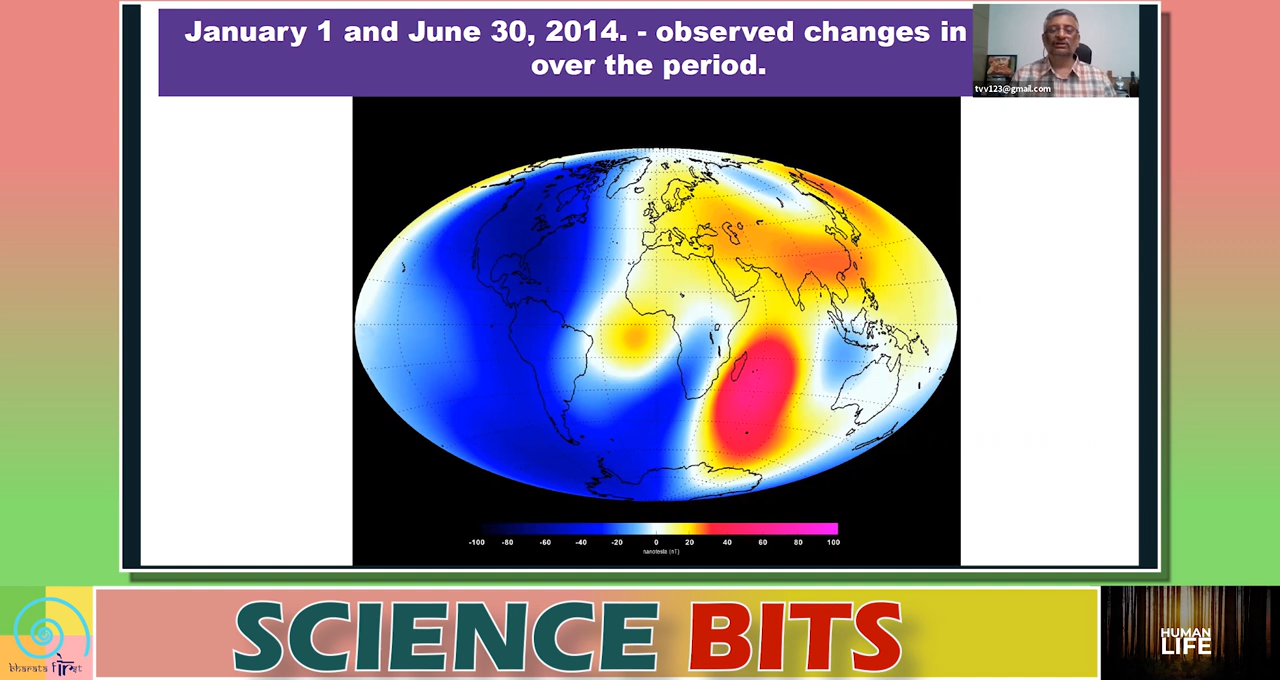 January 1 and June 30, 2014. - observed changes in
over the period.
tvv123@gmail.com
-100 -80 -60 -40 -20 0 20 40 60 80 100
nanotesla (nT)
SCIENCE BITS
bharata first
HUMAN
LIFE